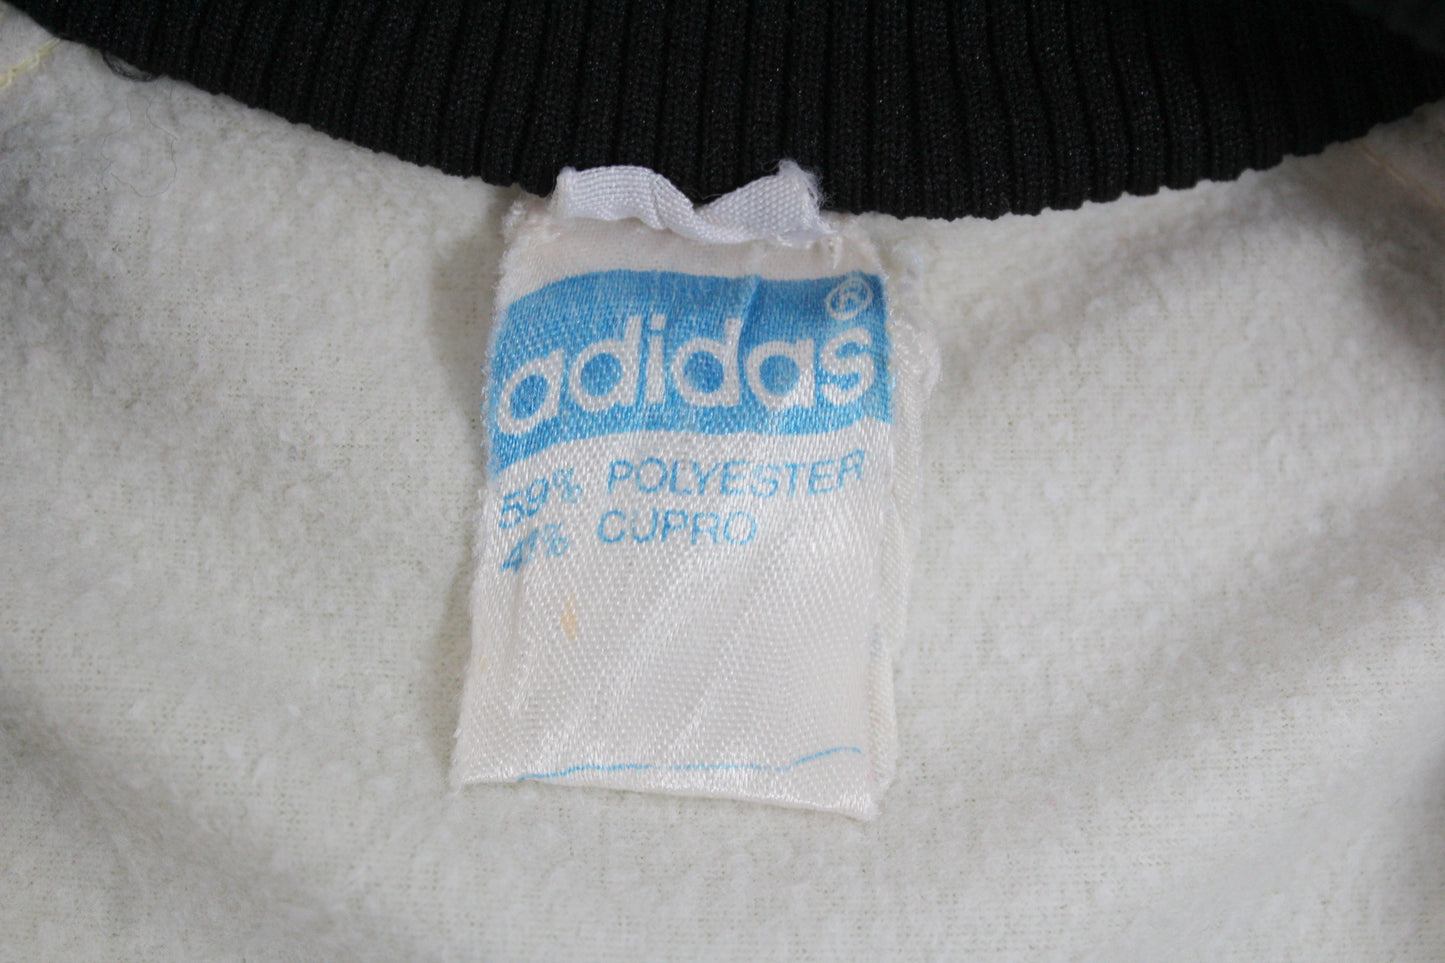 adidas®
59% POLYESTER
41% CUPRO